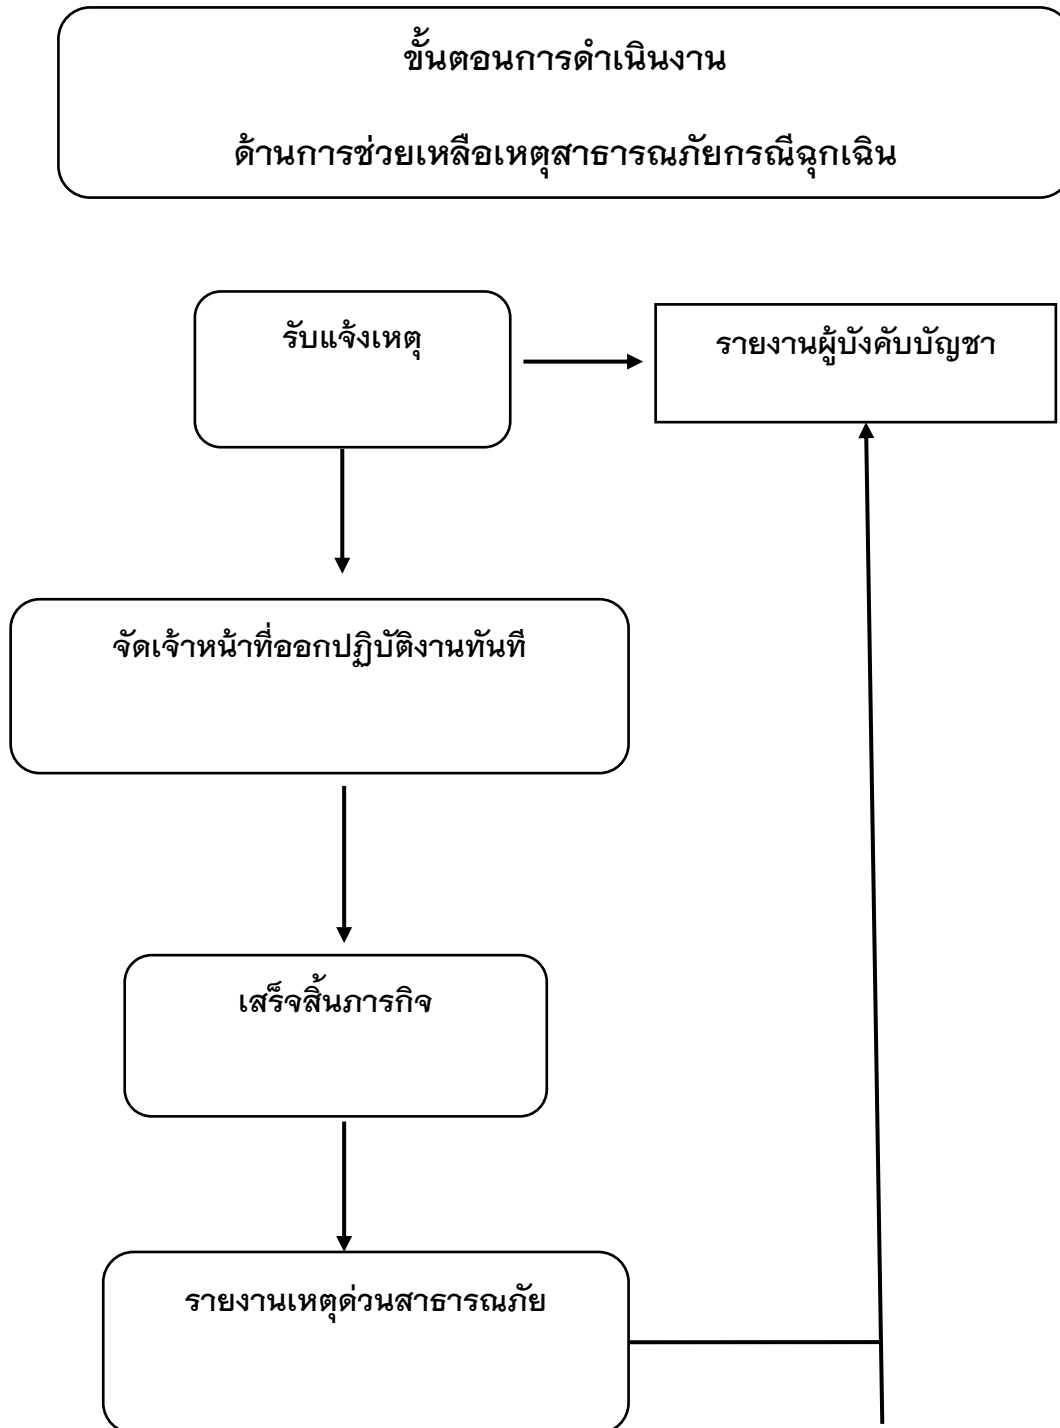 ขั้นตอนการดำเนินงาน
ด้านการช่วยเหลือเหตุสาธารณภัยกรณีฉุกเฉิน
รับแจ้งเหตุ
รายงานผู้บังคับบัญชา
จัดเจ้าหน้าที่ออกปฏิบัติงานทันที
เสร็จสิ้นภารกิจ
รายงานเหตุด่วนสาธารณภัย